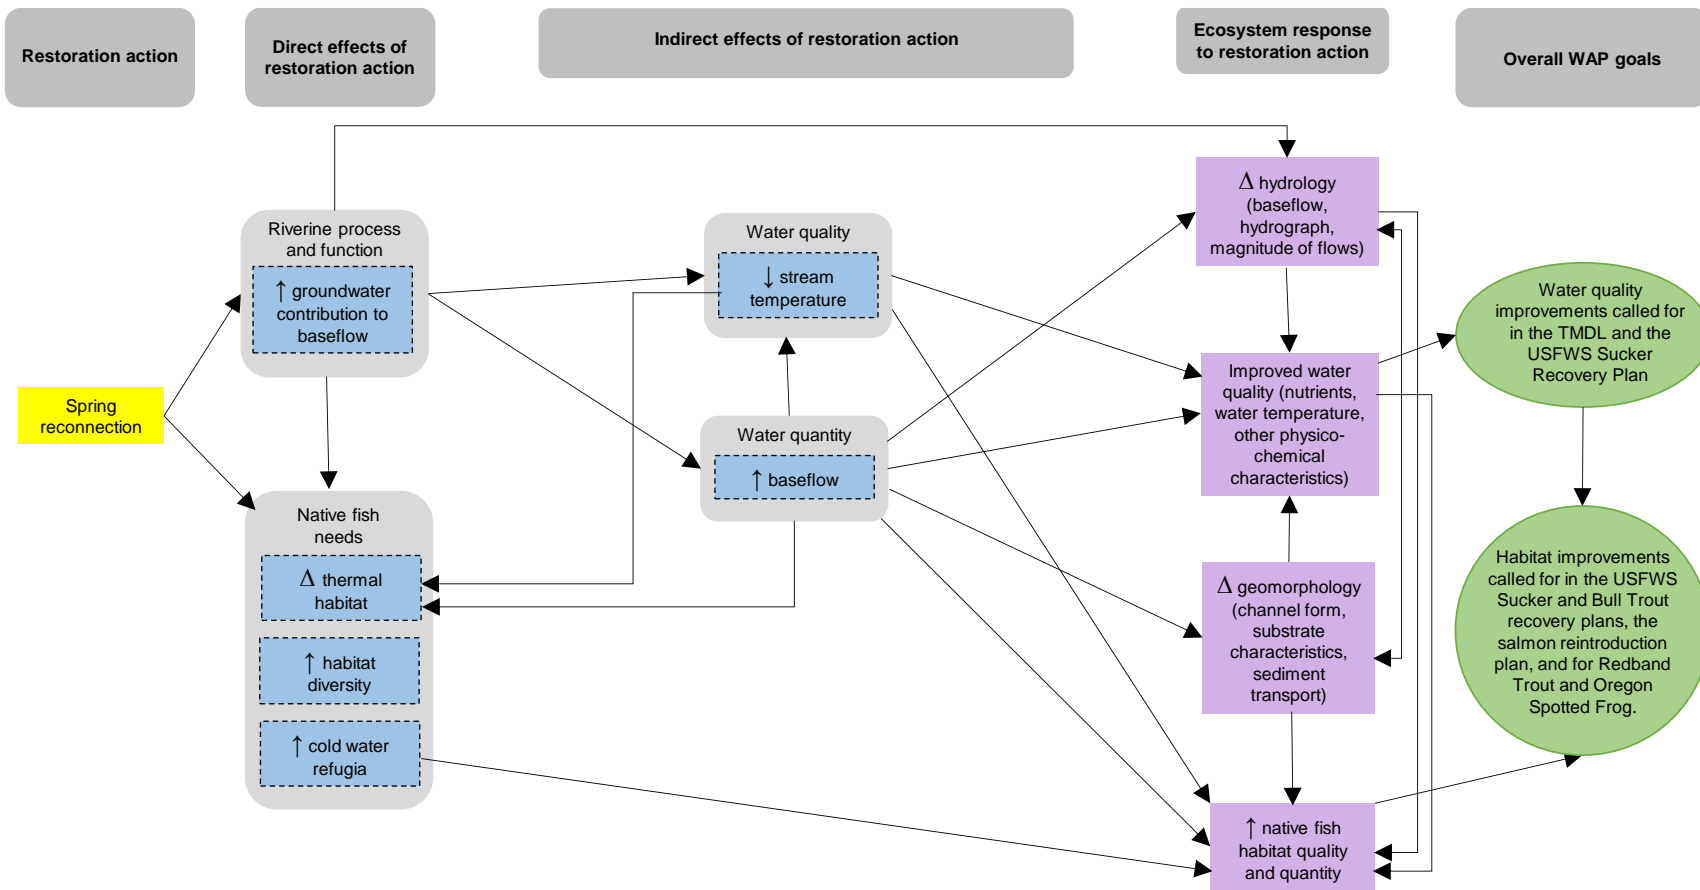 Restoration action
Direct effects of
restoration action
Indirect effects of restoration action
Ecosystem response
to restoration action
Overall WAP goals
Spring
reconnection
Riverine process
and function
↑ groundwater
contribution to
baseflow
Native fish
needs
Δ thermal
habitat
↑ habitat
diversity
↑ cold water
refugia
Water quality
↓ stream
temperature
Water quantity
↑ baseflow
Δ hydrology
(baseflow,
hydrograph,
magnitude of flows)
Improved water
quality (nutrients,
water temperature,
other physico-
chemical
characteristics)
Δ geomorphology
(channel form,
substrate
characteristics,
sediment
transport)
↑ native fish
habitat quality
and quantity
Water quality
improvements called for
in the TMDL and the
USFWS Sucker
Recovery Plan
Habitat improvements
called for in the USFWS
Sucker and Bull Trout
recovery plans, the
salmon reintroduction
plan, and for Redband
Trout and Oregon
Spotted Frog.